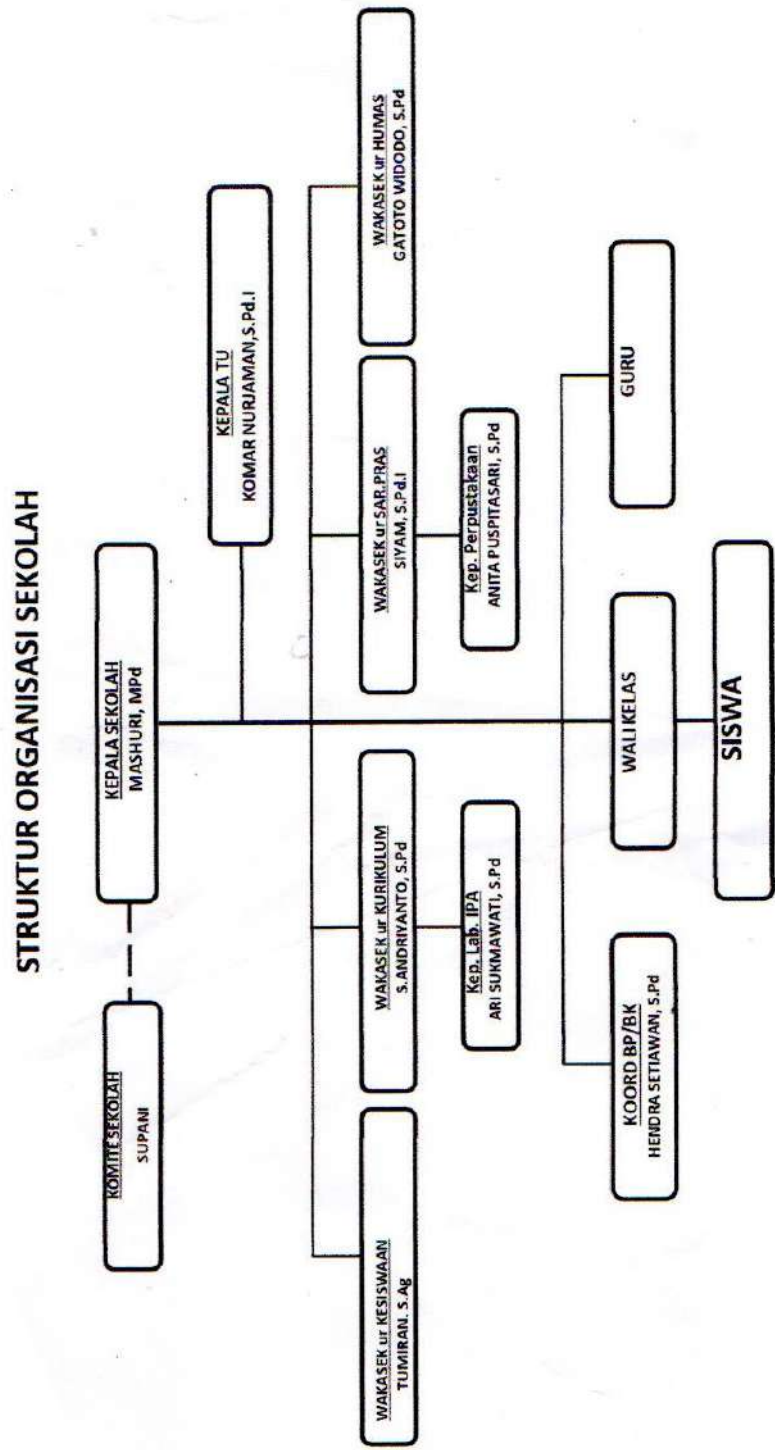 STRUKTUR ORGANISASI SEKOLAH
KOMITE SEKOLAH
SUPANI
KEPALA SEKOLAH
MASHURI, MPd
KEPALA TU
KOMAR NURJAMAN,S.Pd.I
WAKASEK ur KESISWAAN
TUMIRAN. S.Ag
WAKASEK ur KURIKULUM
S.ANDRIYANTO, S.Pd
WAKASEK ur SAR.PRAS
SIYAM, S.Pd.I
WAKASEK ur HUMAS
GATOTO WIDODO, S.Pd
Kep. Lab. IPA
ARI SUKMAWATI, S.Pd
Kep. Perpustakaan
ANITA PUSPITASARI, S.Pd
KOORD BP/BK
HENDRA SETIAWAN, S.Pd
WALI KELAS
GURU
SISWA